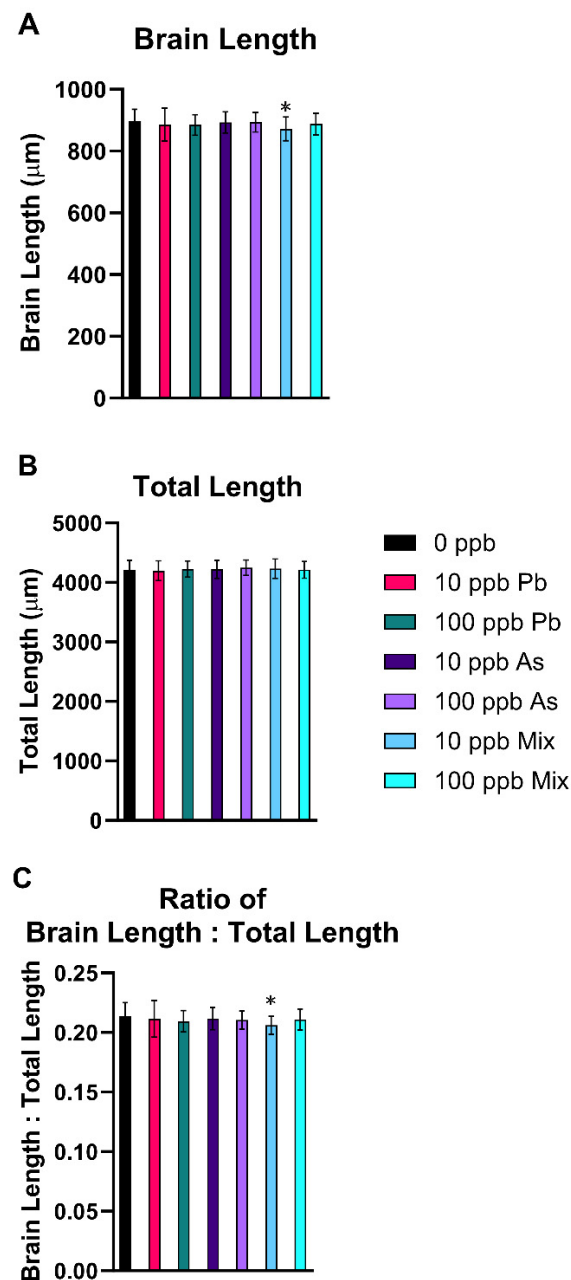 A
Brain Length
Brain Length (μm)
1000
800
600
400
200
0
*
B
Total Length
Total Length (μm)
5000
4000
3000
2000
1000
0
0 ppb
10 ppb Pb
100 ppb Pb
10 ppb As
100 ppb As
10 ppb Mix
100 ppb Mix
C
Ratio of
Brain Length : Total Length
Brain Length : Total Length
0.25
0.20
0.15
0.10
0.05
0.00
*